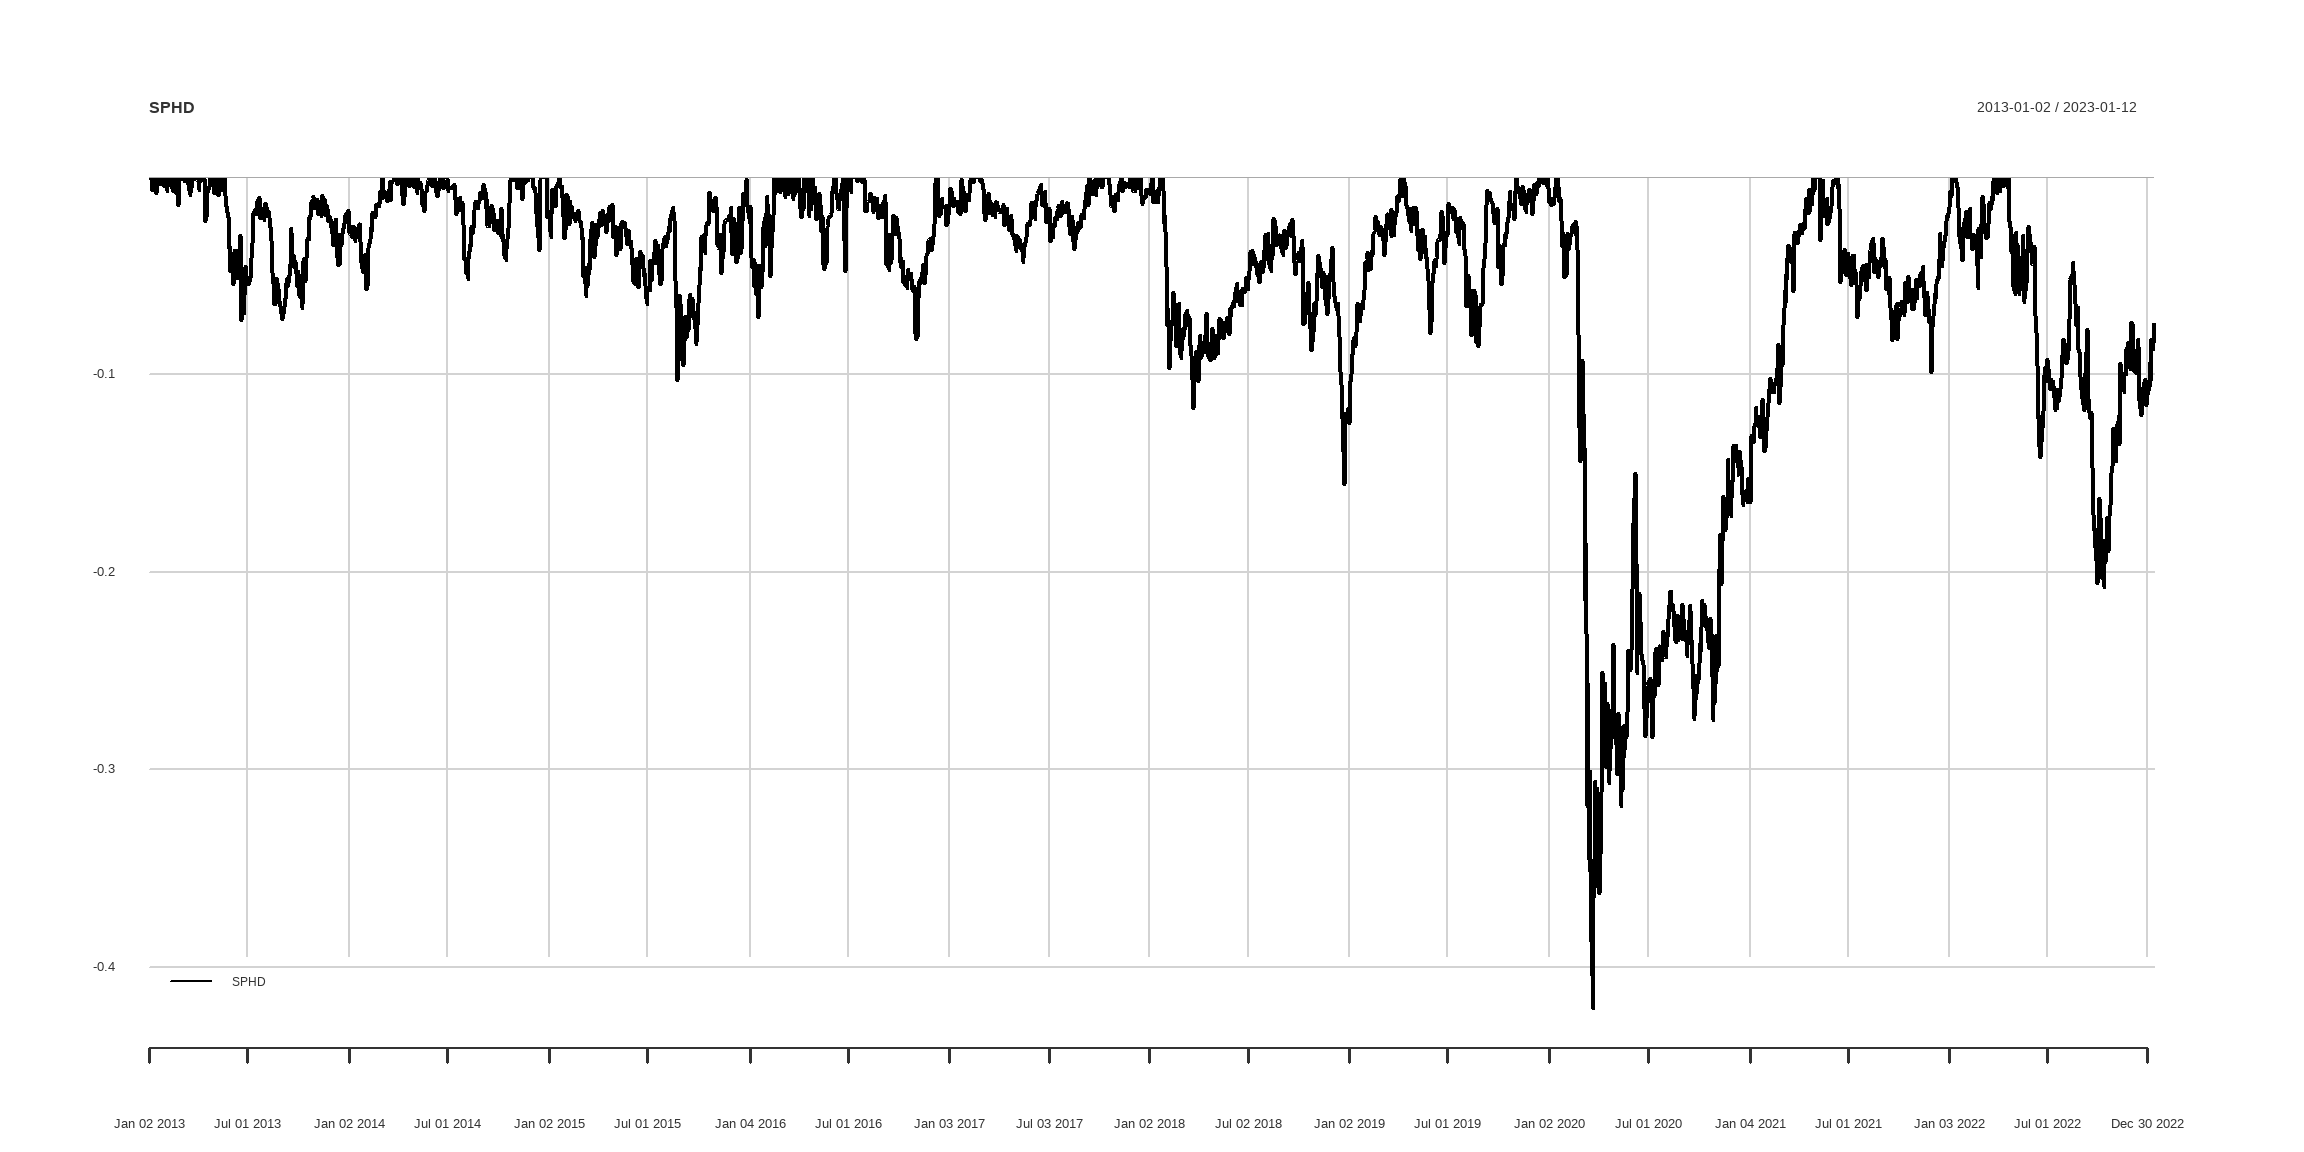 SPHD
2013-01-02 / 2023-01-12
-0.1
-0.2
-0.3
-0.4
SPHD
Jan 02 2013
Jul 01 2013
Jan 02 2014
Jul 01 2014
Jan 02 2015
Jul 01 2015
Jan 04 2016
Jul 01 2016
Jan 03 2017
Jul 03 2017
Jan 02 2018
Jul 02 2018
Jan 02 2019
Jul 01 2019
Jan 02 2020
Jul 01 2020
Jan 04 2021
Jul 01 2021
Jan 03 2022
Jul 01 2022
Dec 30 2022